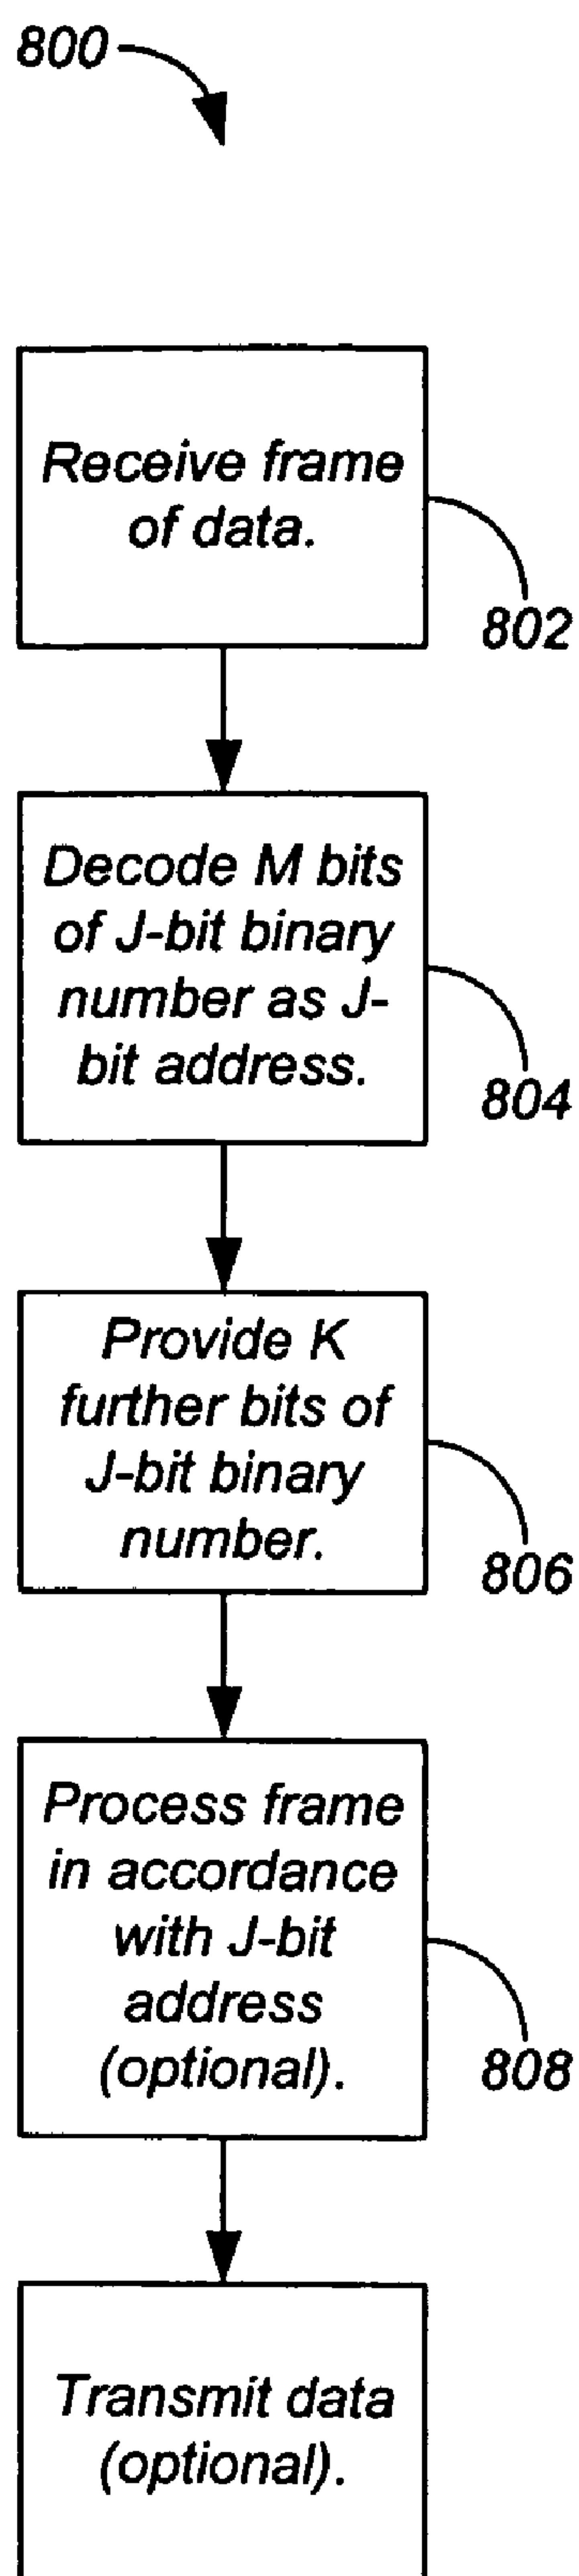 800
Receive frame
of data.
802
Decode M bits
of J-bit binary
number as J-
bit address.
804
Provide K
further bits of
J-bit binary
number.
806
Process frame
in accordance
with J-bit
address
(optional).
808
Transmit data
(optional).